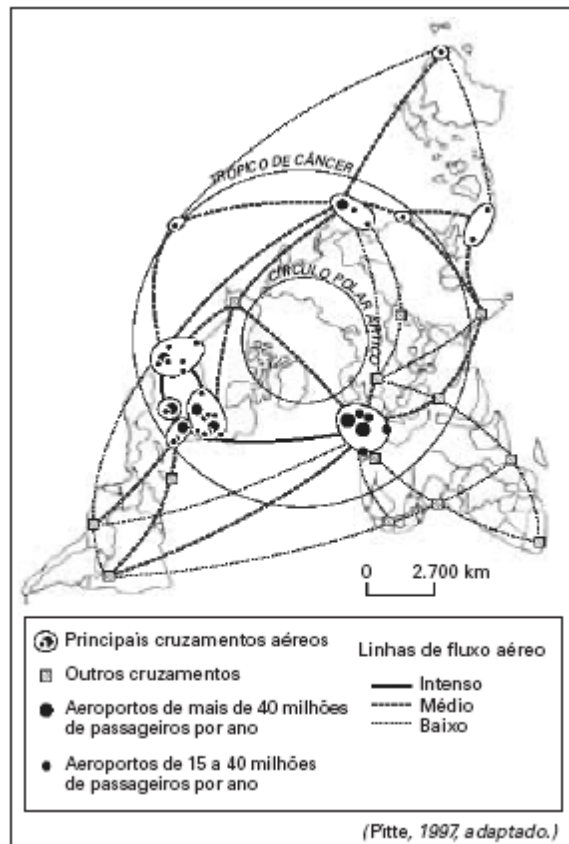 TRÓPICO DE CÂNCER
CÍRCULO POLAR ÁRTICO
0 2.700 km
Principais cruzamentos aéreos
Outros cruzamentos
Aeroportos de mais de 40 milhões
de passageiros por ano
Aeroportos de 15 a 40 milhões
de passageiros por ano
Linhas de fluxo aéreo
Intenso
Médio
Baixo
(Pitte, 1997, adaptado.)